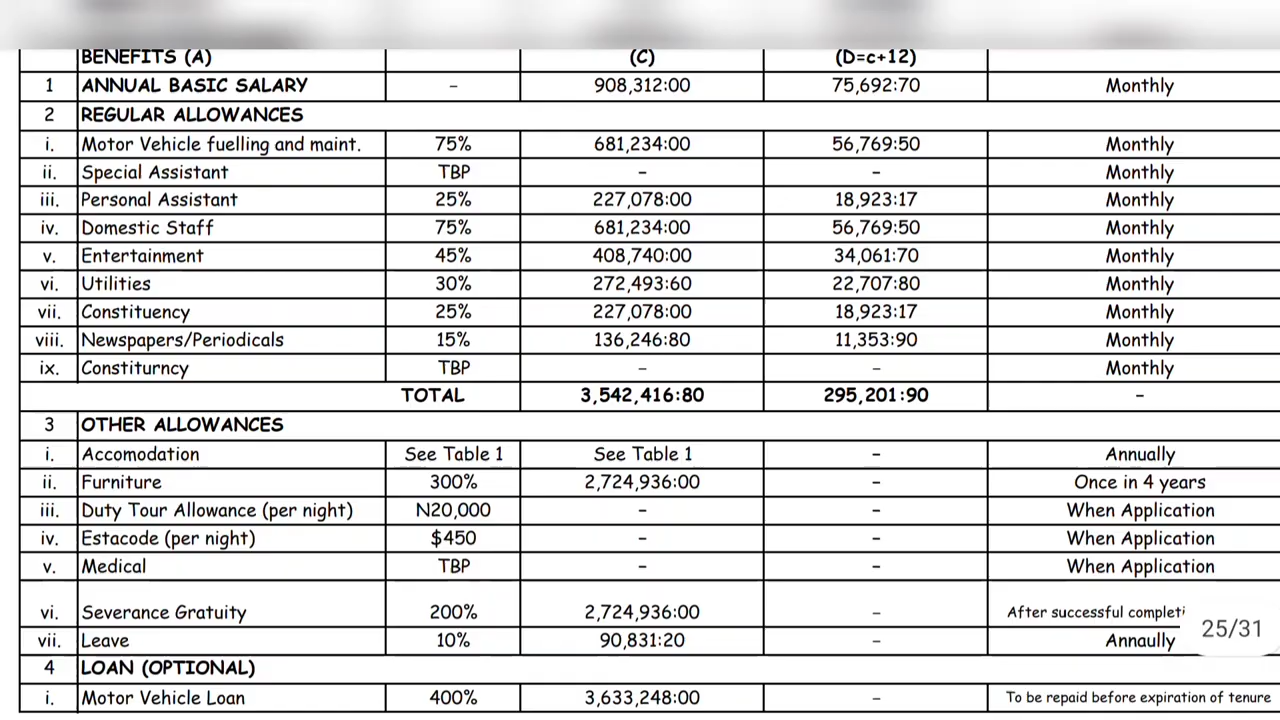 BENEFITS (A) (C) (D=c+12)
1 ANNUAL BASIC SALARY - 908,312:00 75,692:70 Monthly
2 REGULAR ALLOWANCES
i. Motor Vehicle fuelling and maint. 75% 681,234:00 56,769:50 Monthly
ii. Special Assistant TBP - - Monthly
iii. Personal Assistant 25% 227,078:00 18,923:17 Monthly
iv. Domestic Staff 75% 681,234:00 56,769:50 Monthly
v. Entertainment 45% 408,740:00 34,061:70 Monthly
vi. Utilities 30% 272,493:60 22,707:80 Monthly
vii. Constituency 25% 227,078:00 18,923:17 Monthly
viii. Newspapers/Periodicals 15% 136,246:80 11,353:90 Monthly
ix. Constiturncy TBP - - Monthly
TOTAL 3,542,416:80 295,201:90 -
3 OTHER ALLOWANCES
i. Accomodation See Table 1 See Table 1 - Annually
ii. Furniture 300% 2,724,936:00 - Once in 4 years
iii. Duty Tour Allowance (per night) N20,000 - - When Application
iv. Estacode (per night) $450 - - When Application
v. Medical TBP - - When Application
vi. Severance Gratuity 200% 2,724,936:00 - After successful completi
25/31
vii. Leave 10% 90,831:20 - Annaully
4 LOAN (OPTIONAL)
i. Motor Vehicle Loan 400% 3,633,248:00 - To be repaid before expiration of tenure